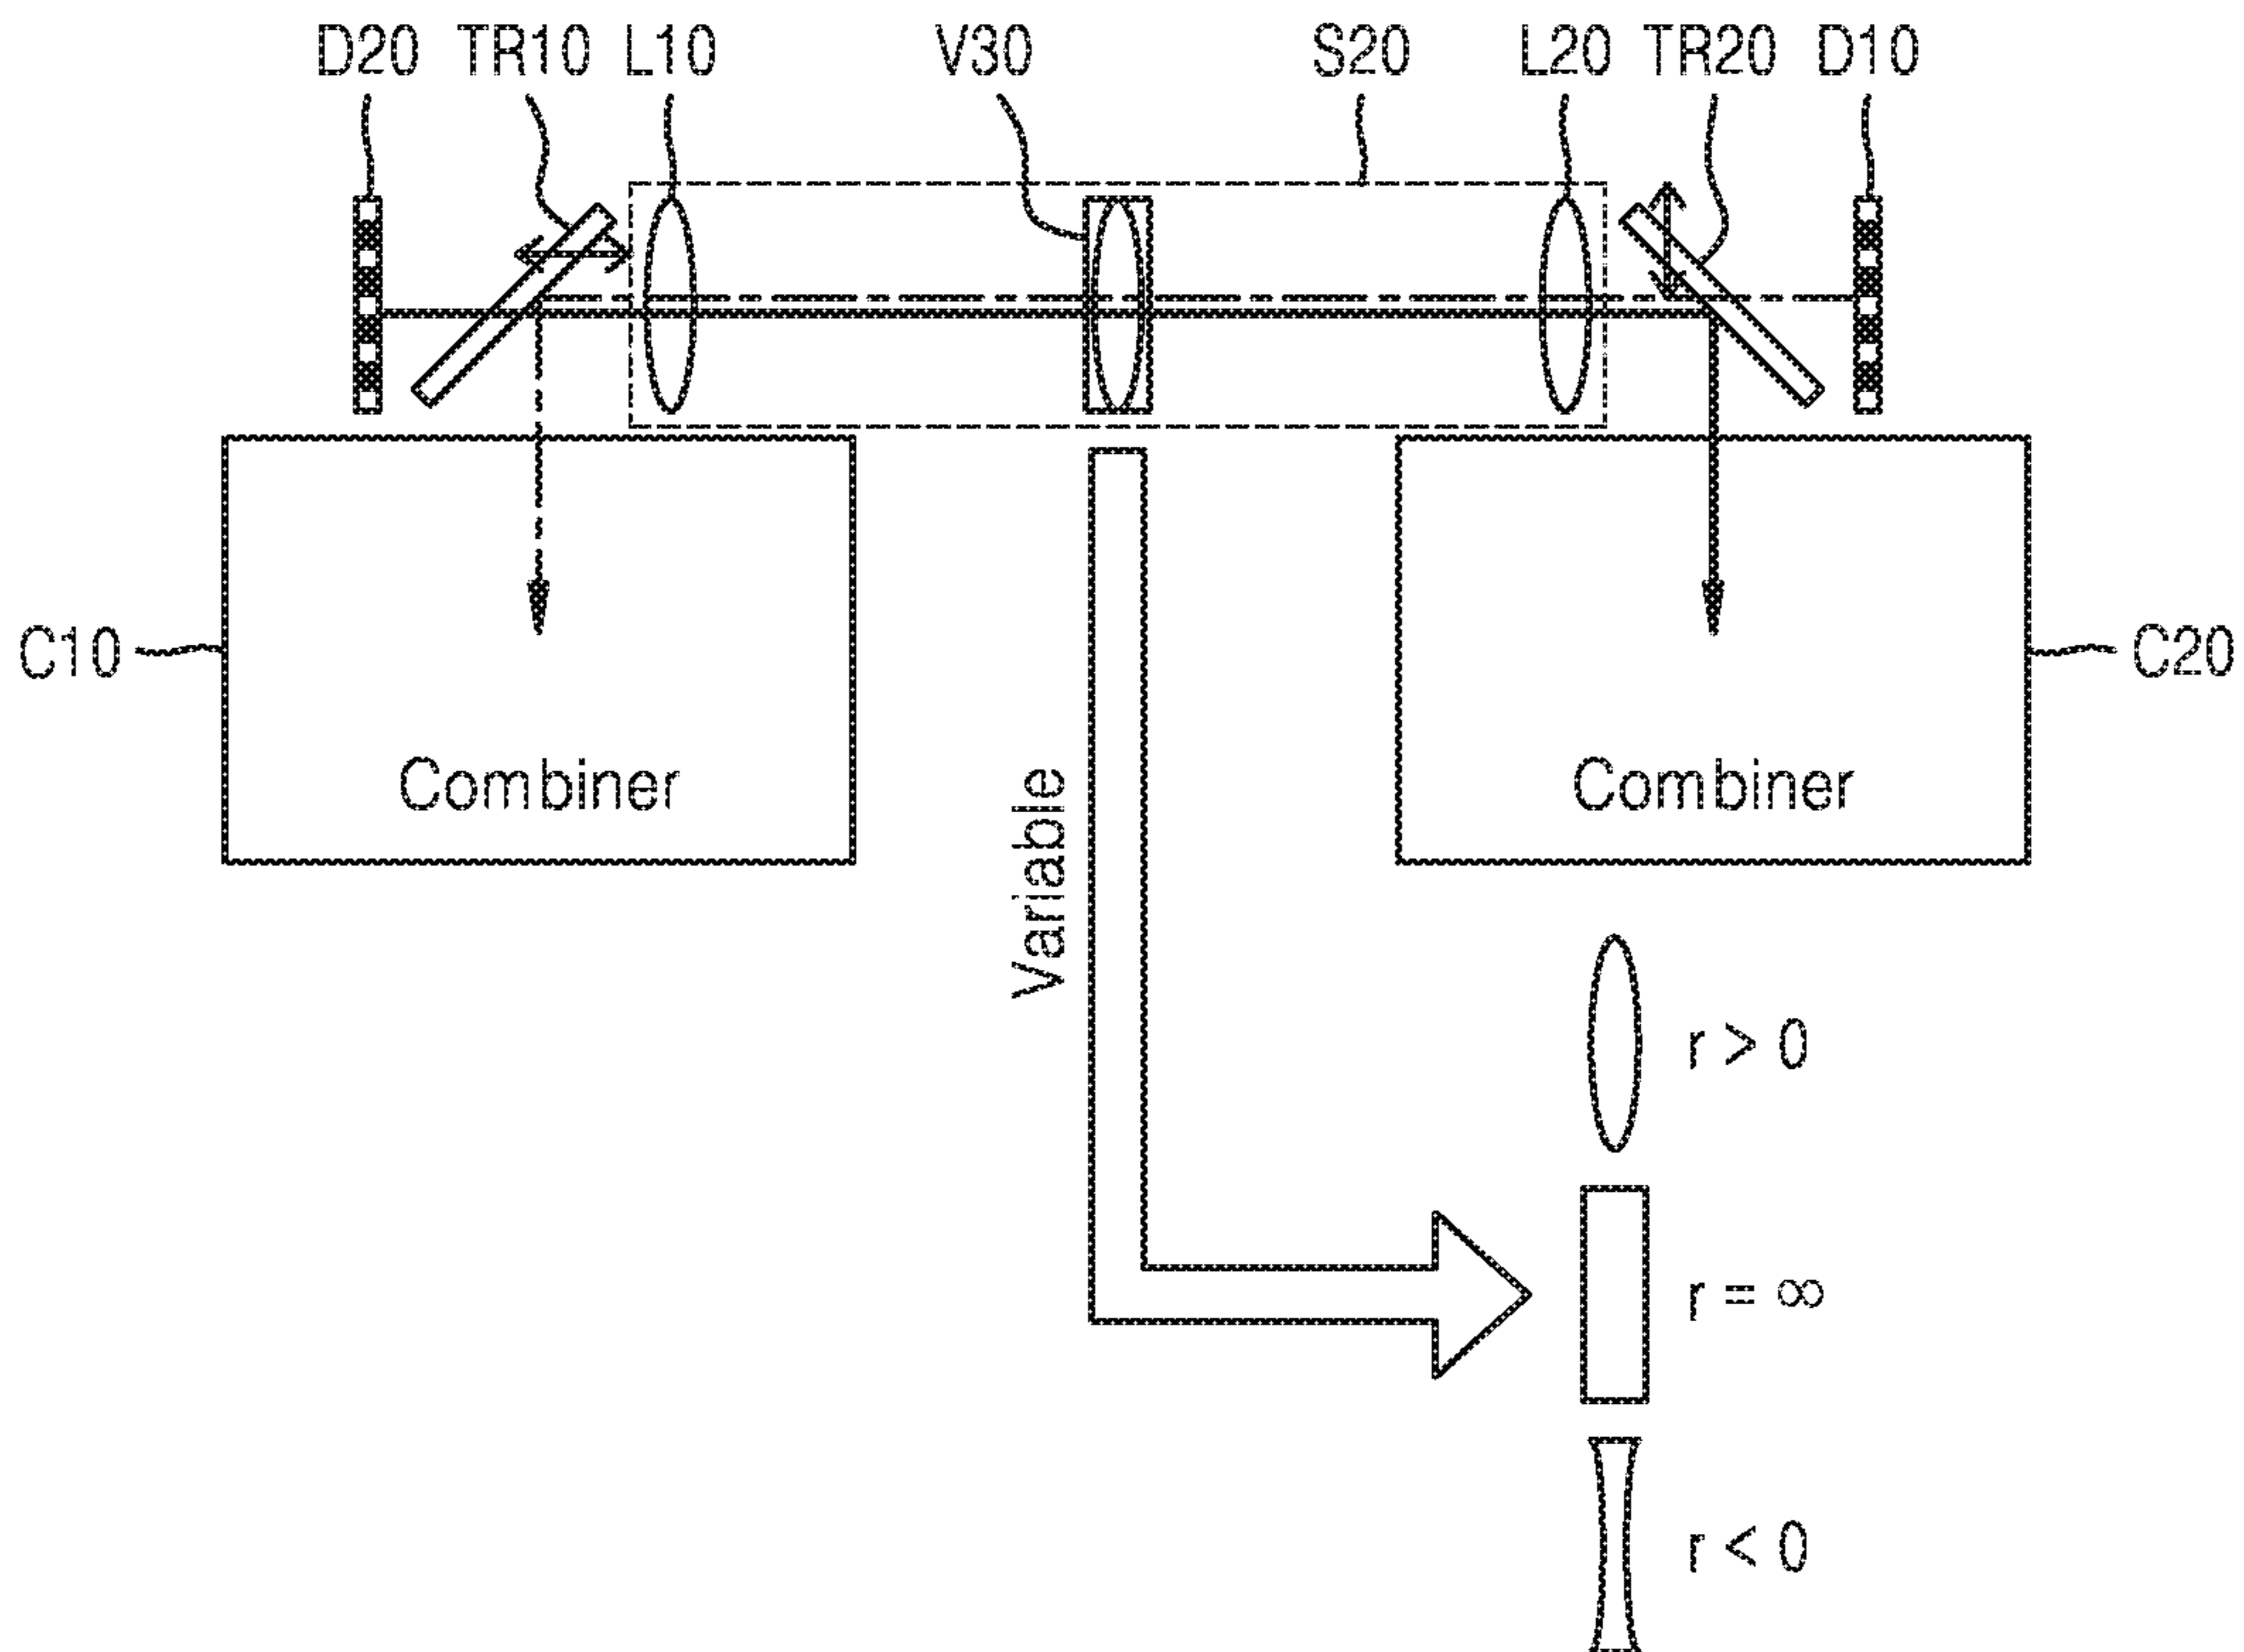 D20 TR10 L10 V30 S20 L20 TR20 D10
C10
C20
Combiner
Combiner
Variable
r > 0
r = ∞
r < 0